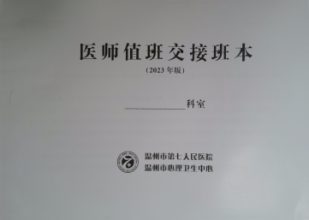 医师值班交接班本
(2023年版)
科室
温州市第七人民医院
温州市心理卫生中心